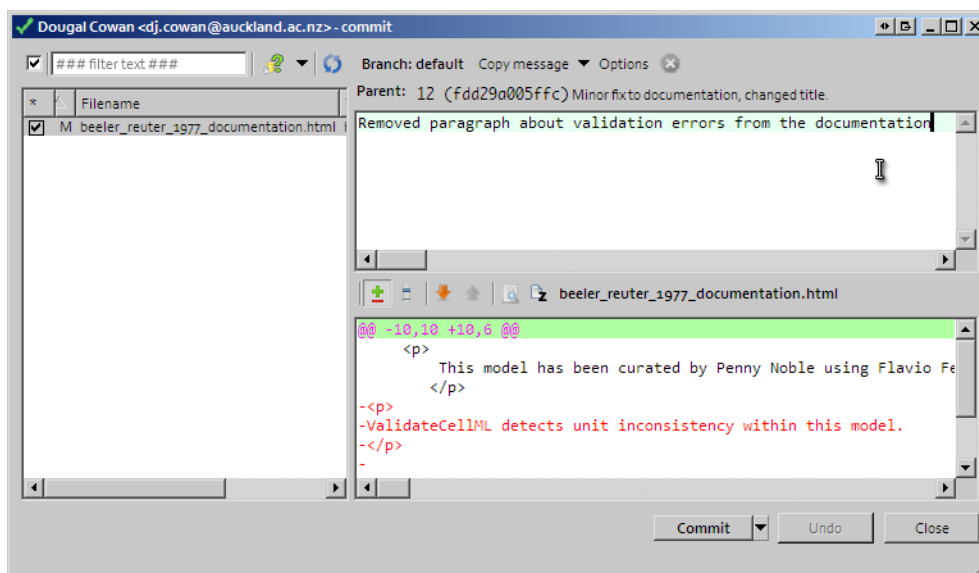 Dougal Cowan <dj.cowan@auckland.ac.nz> - commit
### filter text ###
Branch: default Copy message Options
Parent: 12 (fdd29a005ffc) Minor fix to documentation, changed title.
* Filename
M beeler_reuter_1977_documentation.html
Removed paragraph about validation errors from the documentation
beeler_reuter_1977_documentation.html
@@ -10,10 +10,6 @@
<p>
This model has been curated by Penny Noble using Flavio Fe
</p>
-<p>
-ValidateCellML detects unit inconsistency within this model.
-</p>
-
Commit Undo Close